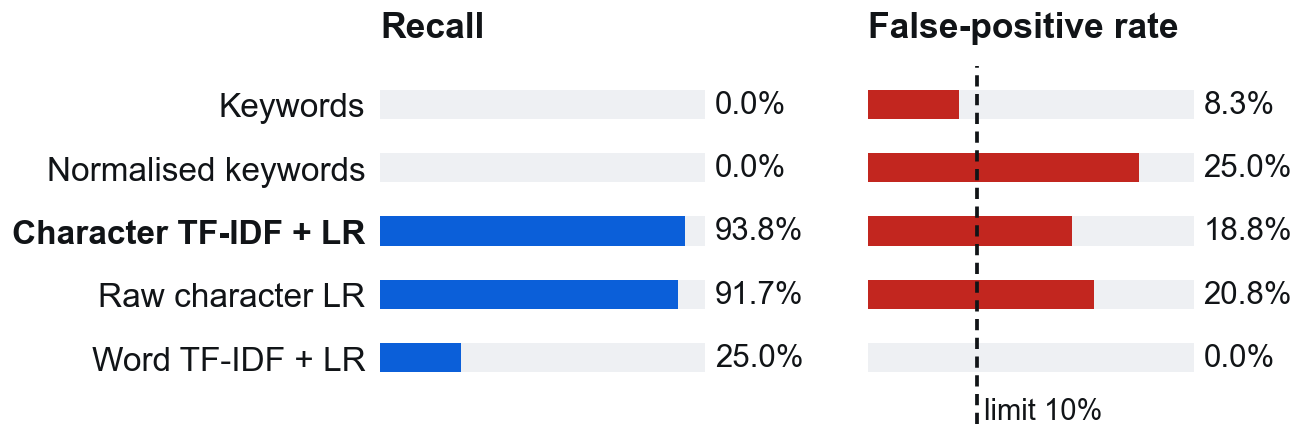 Recall False-positive rate
Keywords 0.0% 8.3%
Normalised keywords 0.0% 25.0%
Character TF-IDF + LR 93.8% 18.8%
Raw character LR 91.7% 20.8%
Word TF-IDF + LR 25.0% 0.0%
limit 10%